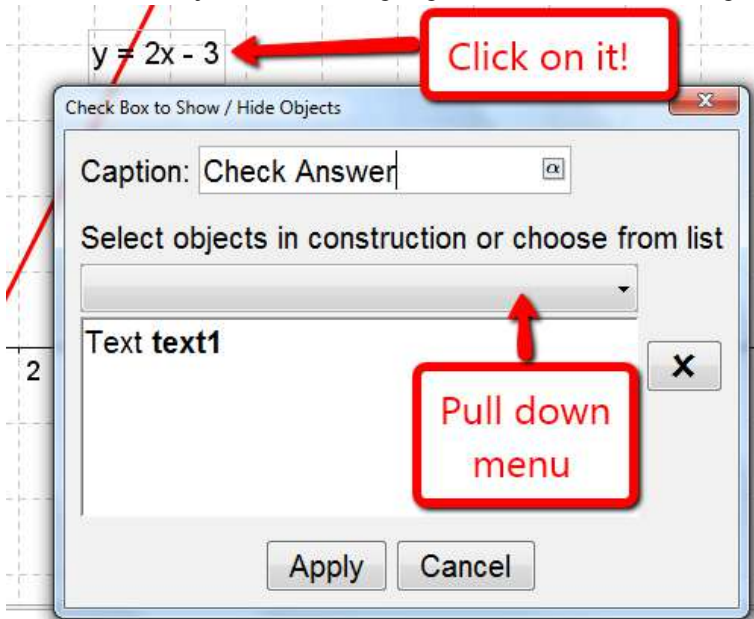 y = 2x - 3
Click on it!
Check Box to Show / Hide Objects
x
Caption: Check Answer α
Select objects in construction or choose from list
Text text1
2
X
Pull down
menu
Apply Cancel